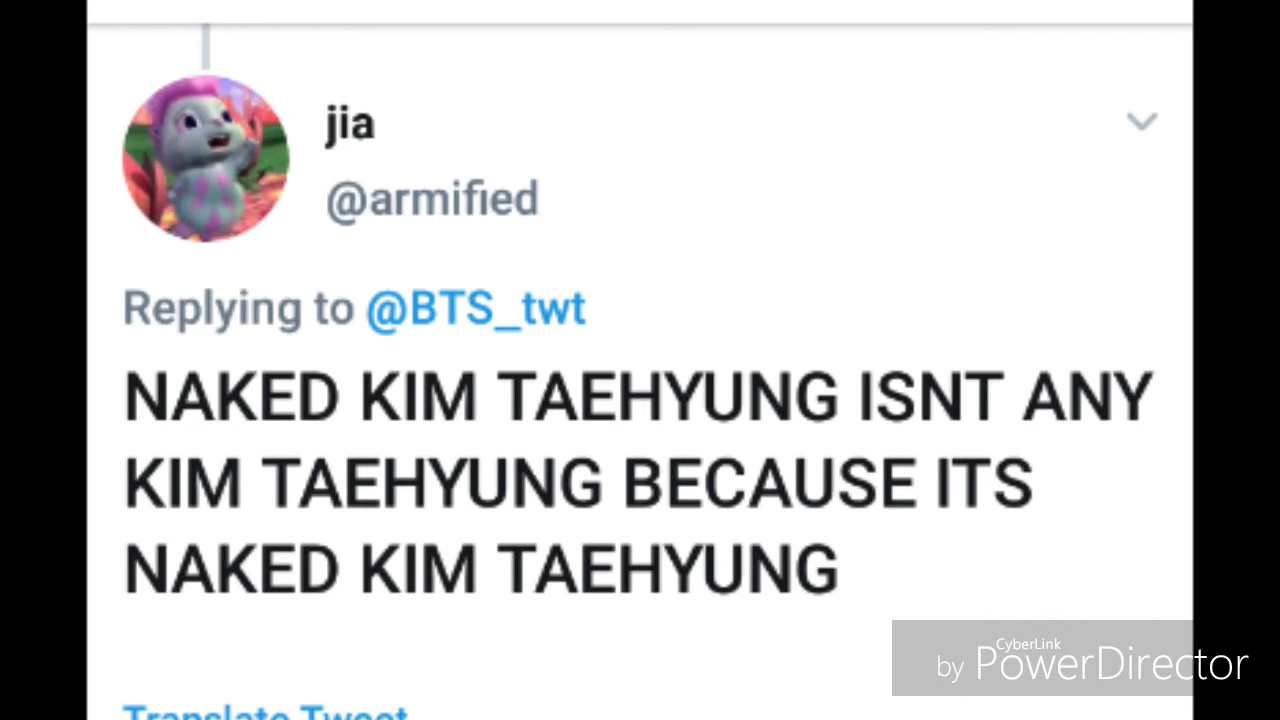 jia
@armified
Replying to @BTS_twt
NAKED KIM TAEHYUNG ISNT ANY
KIM TAEHYUNG BECAUSE ITS
NAKED KIM TAEHYUNG
CyberLink
by PowerDirector
Translate Tweet